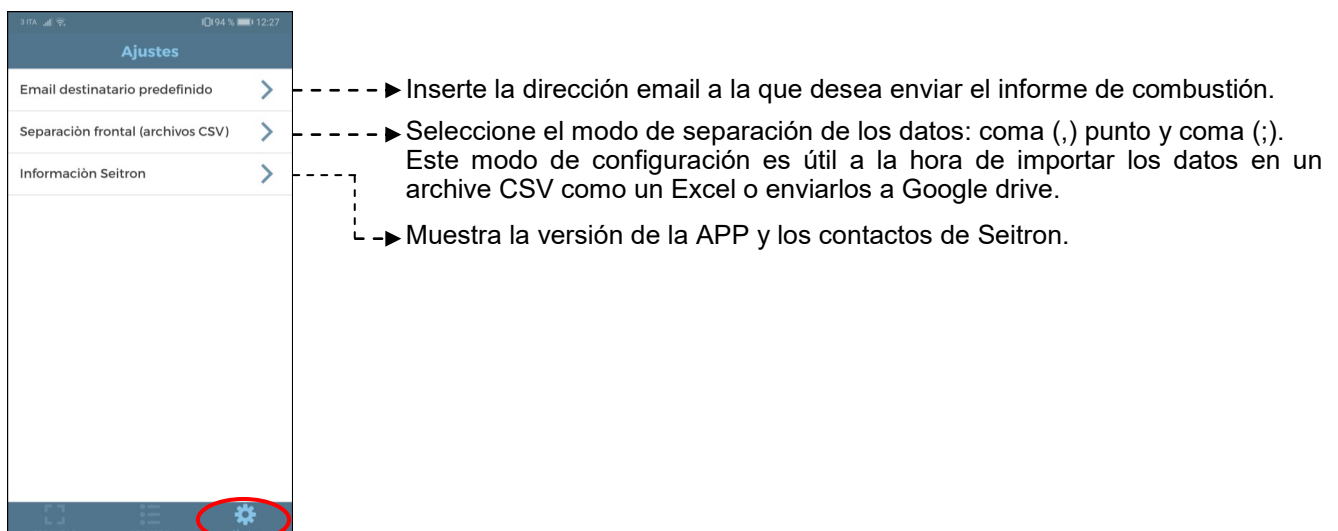 3 ITA 94 % 12:27
Ajustes
Email destinatario predefinido
Inserte la dirección email a la que desea enviar el informe de combustión.
Separaciòn frontal (archivos CSV)
Seleccione el modo de separación de los datos: coma (,) punto y coma (;).
Este modo de configuración es útil a la hora de importar los datos en un
archive CSV como un Excel o enviarlos a Google drive.
Informaciòn Seitron
Muestra la versión de la APP y los contactos de Seitron.